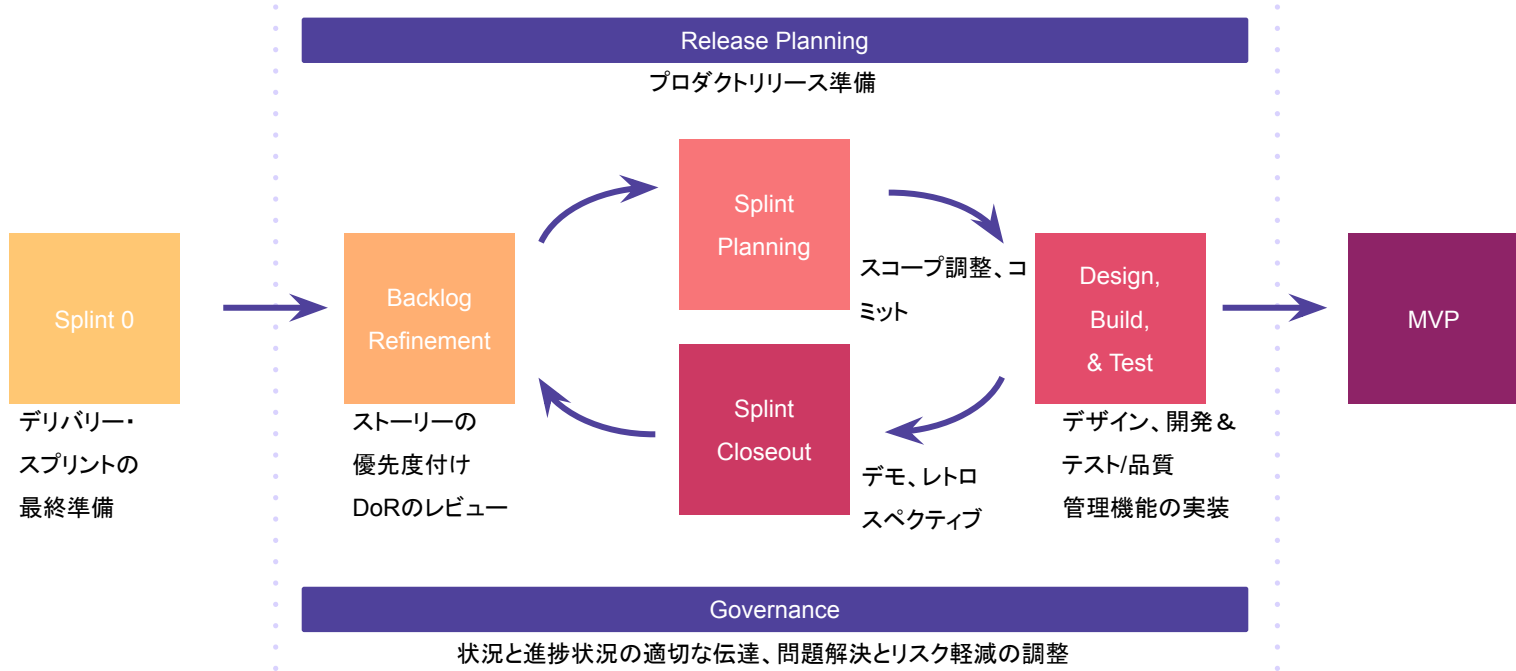 Release Planning
プロダクトリリース準備
Splint 0
デリバリー・
スプリントの
最終準備
Backlog
Refinement
ストーリーの
優先度付け
DoRのレビュー
Splint
Planning
スコープ調整、コ
ミット
Splint
Closeout
デモ、レトロ
スペクティブ
Design,
Build,
& Test
デザイン、開発＆
テスト/品質
管理機能の実装
MVP
Governance
状況と進捗状況の適切な伝達、問題解決とリスク軽減の調整